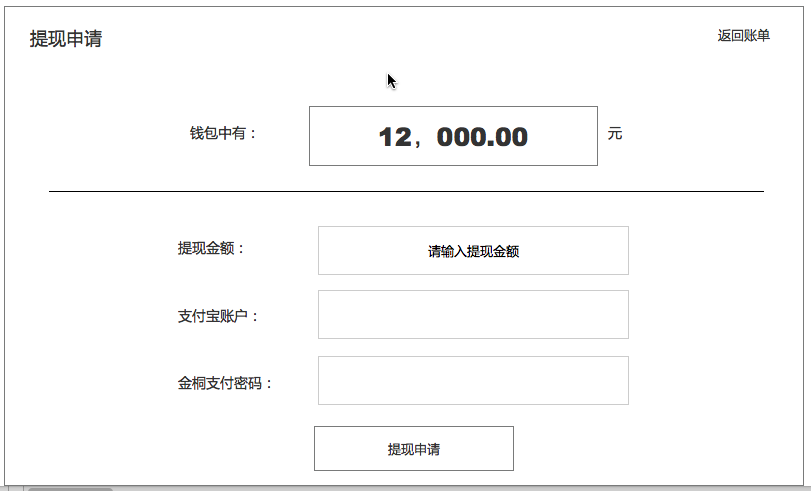 提现申请
返回账单
钱包中有：
12，000.00
元
提现金额：
请输入提现金额
支付宝账户：
金桐支付密码：
提现申请